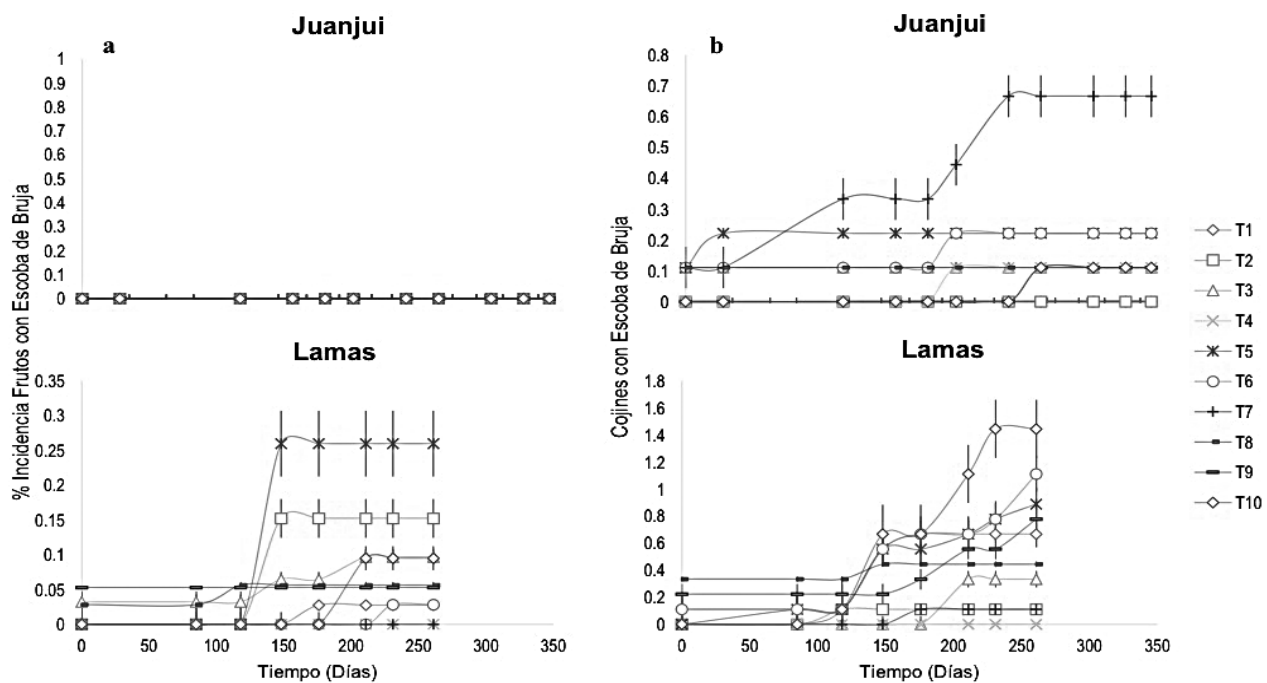 Juanjui
a
% Incidencia Frutos con Escoba de Bruja
1
0.9
0.8
0.7
0.6
0.5
0.4
0.3
0.2
0.1
0
Lamas
0.35
0.3
0.25
0.2
0.15
0.1
0.05
0
0 50 100 150 200 250 300 350
Tiempo (Días)
Juanjui
b
Cojines con Escoba de Bruja
0.8
0.7
0.6
0.5
0.4
0.3
0.2
0.1
0
Lamas
1.8
1.6
1.4
1.2
1
0.8
0.6
0.4
0.2
0
0 50 100 150 200 250 300 350
Tiempo (Días)
T1
T2
T3
T4
T5
T6
T7
T8
T9
T10